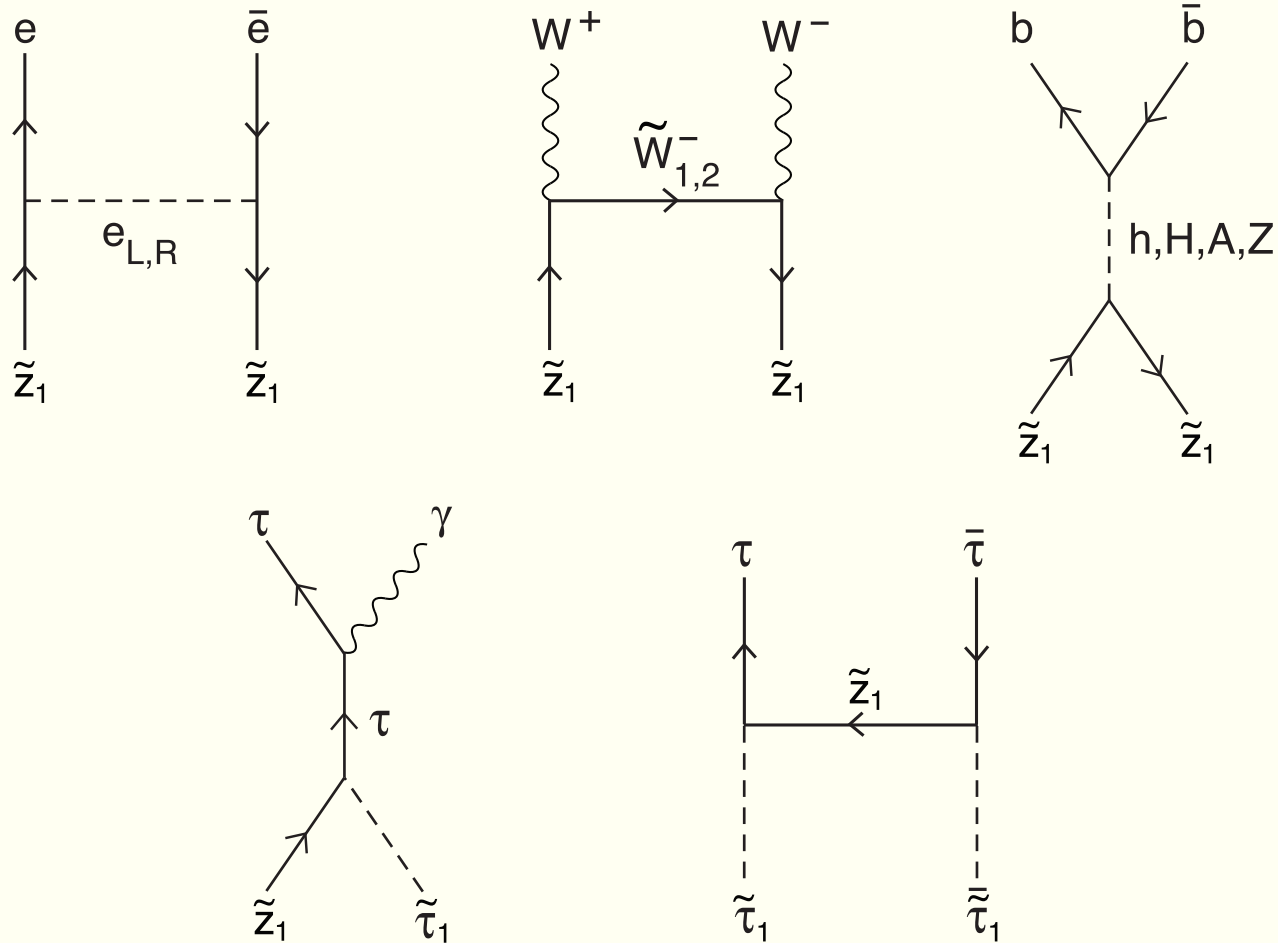 e ē W⁺ W⁻ b b̄
W̃⁻₁,₂
e_L,R h,H,A,Z
z̃₁ z̃₁ z̃₁ z̃₁
z̃₁ z̃₁
τ γ τ τ̄
z̃₁
τ
z̃₁ τ̃₁ τ̃₁ τ̃̄₁